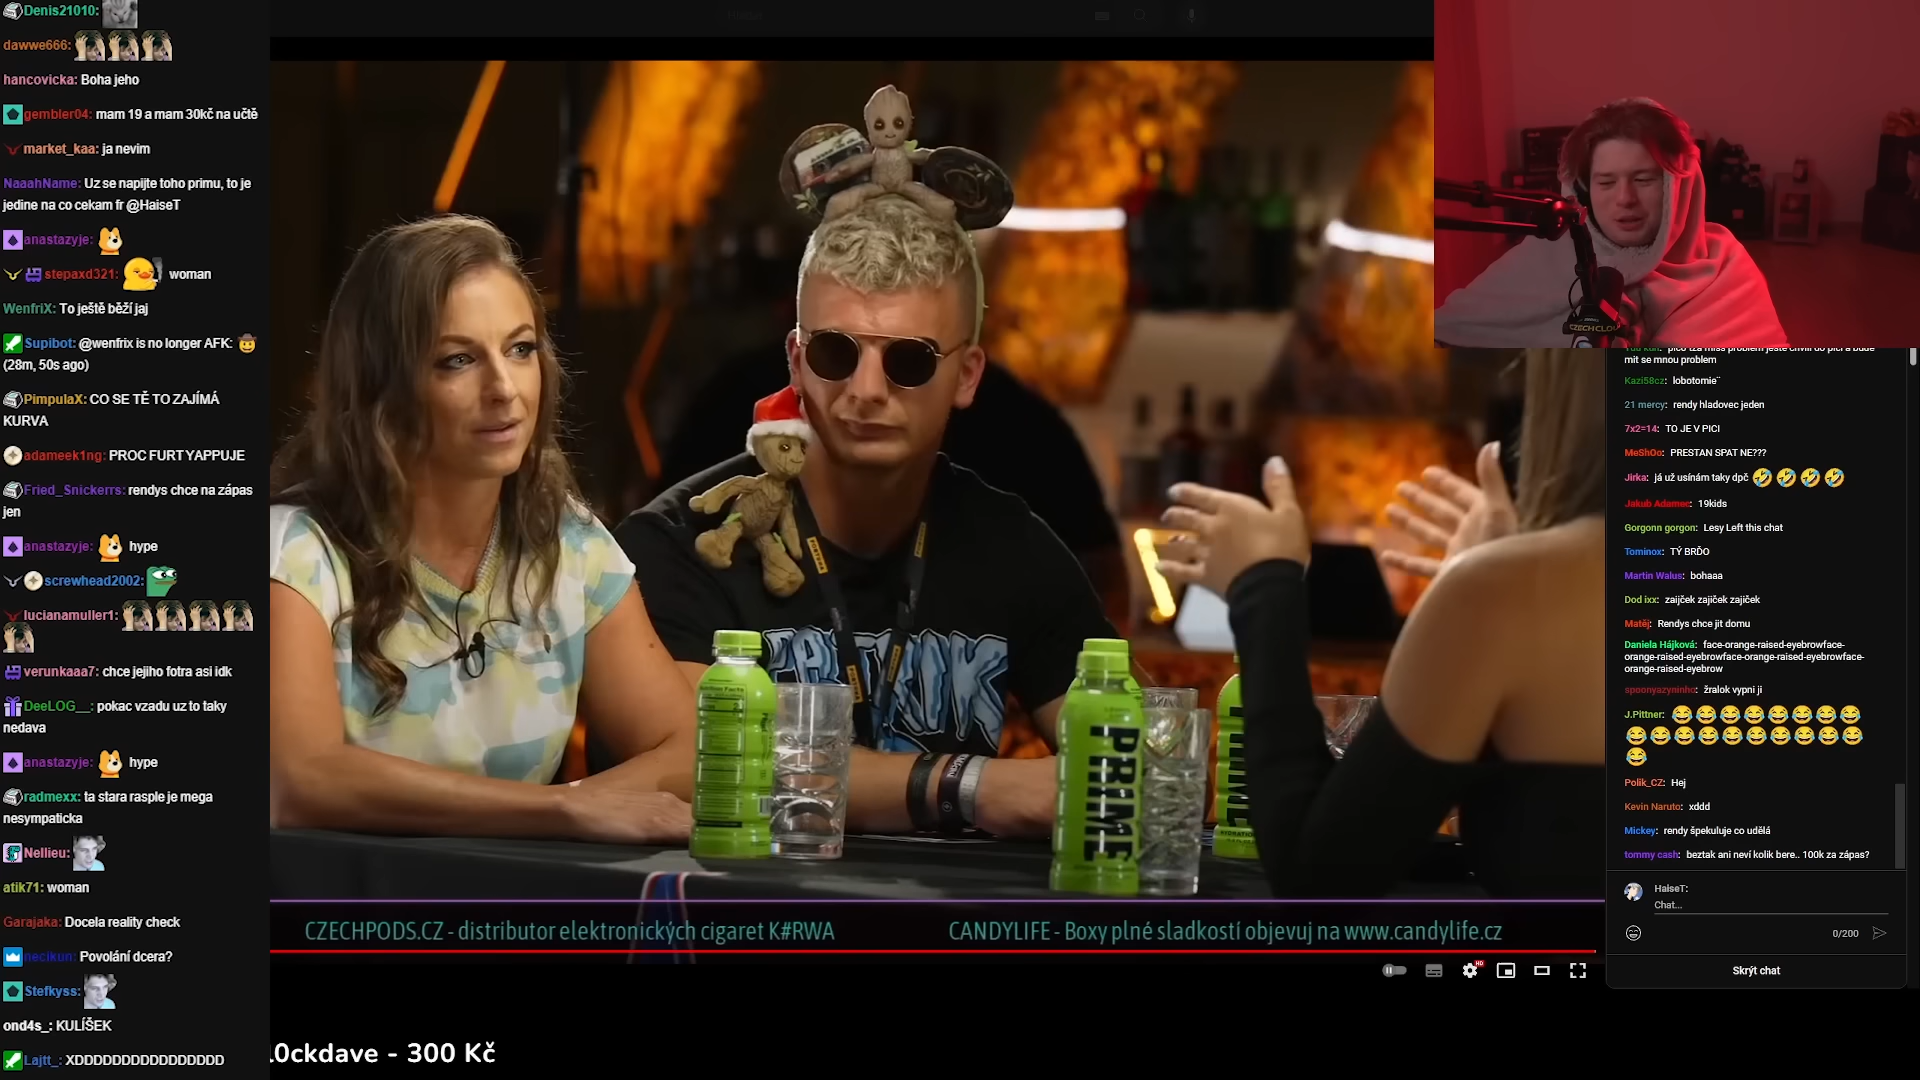 Denis21010:
dawwe666:
hancovicka: Boha jeho
gembler04: mam 19 a mam 30kč na učtě
market_kaa: ja nevim
NaaahName: Uz se napijte toho primu, to je
jedine na co cekam fr @HaiseT
anastazyje:
stepaxd321: woman
WenfriX: To ještě běží jaj
Supibot: @wenfrix is no longer AFK:
(28m, 50s ago)
PimpulaX: CO SE TĚ TO ZAJÍMÁ
KURVA
adameek1ng: PROC FURT YAPPUJE
Fried_Snickerrs: rendys chce na zápas
jen
anastazyje: hype
screwhead2002:
lucianamuller1:
verunkaaa7: chce jejiho fotra asi idk
DeeLOG__: pokac vzadu uz to taky
nedava
anastazyje: hype
radmexx: ta stara rasple je mega
nesympaticka
Nellieu:
atik71: woman
Garajaka: Docela reality check
necikun: Povolání dcera?
Stefkyss:
ond4s_: KULÍŠEK
Lajtt_: XDDDDDDDDDDDDDDDDD
PRIME
CZECHPODS.CZ - distributor elektronických cigaret K#RWA
CANDYLIFE - Boxy plné sladkostí objevuj na www.candylife.cz
l0ckdave - 300 Kč
CZECH CLOU
mit se mnou problem
Kazi58cz: lobotomie¨
21 mercy: rendy hladovec jeden
7x2=14: TO JE V PICI
MeShOo: PRESTAN SPAT NE???
Jirka: já už usínám taky dpč
Jakub Adamec: 19kids
Gorgonn gorgon: Lesy Left this chat
Tominox: TÝ BRĎO
Martin Walus: bohaaa
Dod ixx: zaijček zajiček zajiček
Matěj: Rendys chce jit domu
Daniela Hájková: face-orange-raised-eyebrowface-
orange-raised-eyebrowface-orange-raised-eyebrowface-
orange-raised-eyebrow
spoonyazyninho: žralok vypni ji
J.Pittner:
Polik_CZ: Hej
Kevin Naruto: xddd
Mickey: rendy špekuluje co udělá
tommy cash: beztak ani neví kolik bere.. 100k za zápas?
HaiseT:
Chat...
0/200
Skrýt chat